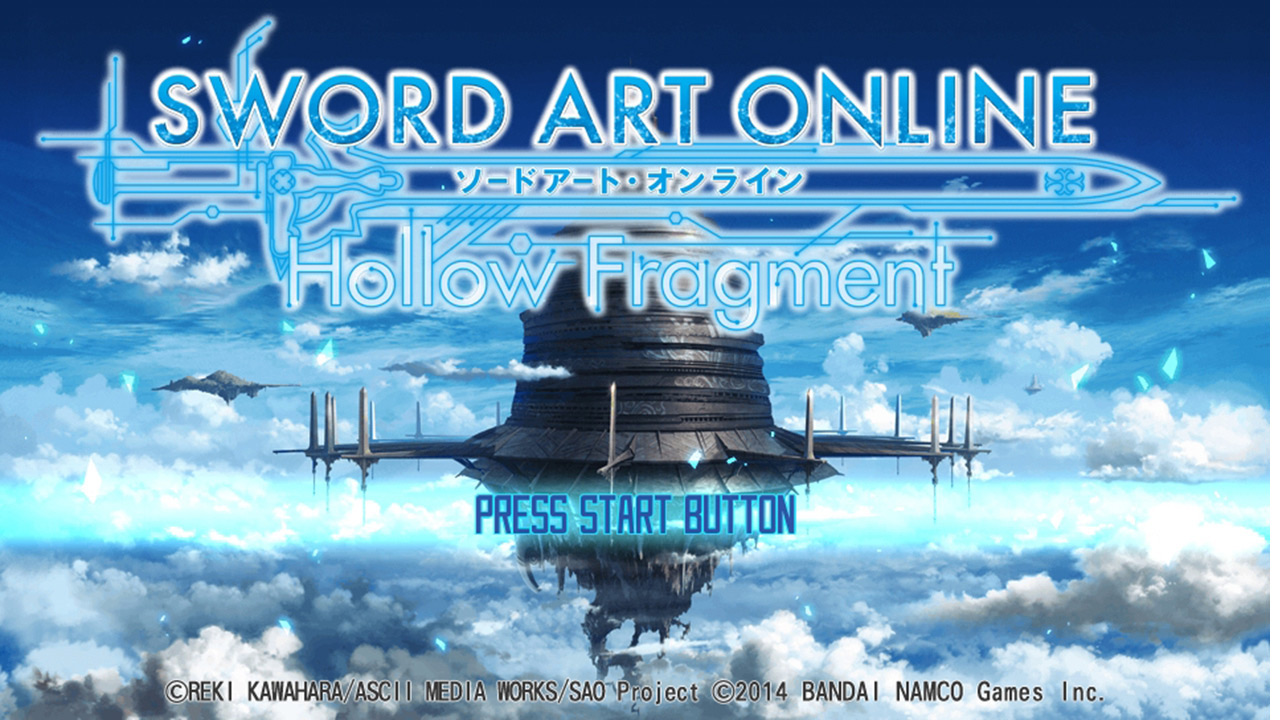 SWORD ART ONLINE
ソードアート・オンライン
Hollow Fragment
PRESS START BUTTON
©REKI KAWAHARA/ASCII MEDIA WORKS/SAO Project ©2014 BANDAI NAMCO Games Inc.